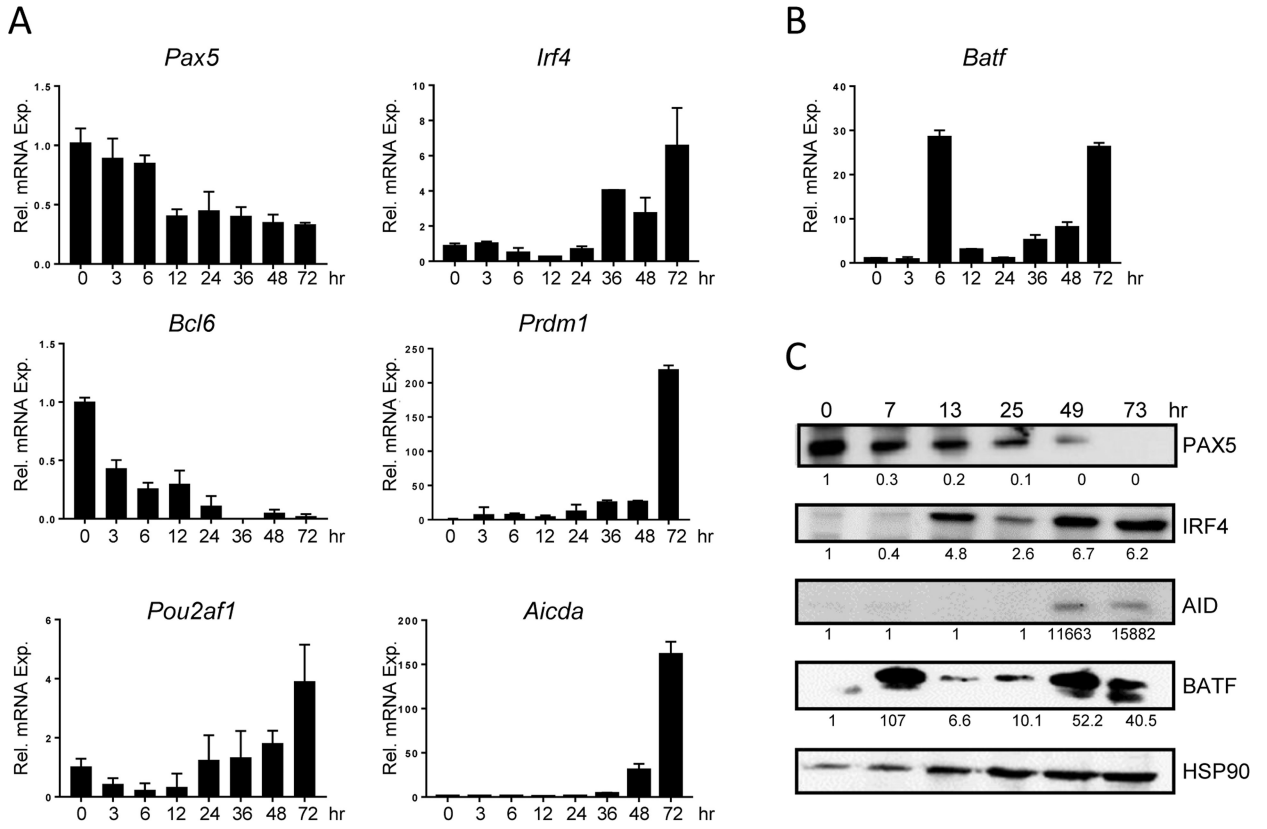 A
B
Pax5
Irf4
Batf
Rel. mRNA Exp.
1.5
1.0
0.5
0.0
0 3 6 12 24 36 48 72 hr
Rel. mRNA Exp.
10
8
6
4
2
0
0 3 6 12 24 36 48 72 hr
Rel. mRNA Exp.
40
30
20
10
0
0 3 6 12 24 36 48 72 hr
Bcl6
Prdm1
Rel. mRNA Exp.
1.5
1.0
0.5
0.0
0 3 6 12 24 36 48 72 hr
Rel. mRNA Exp.
250
200
150
100
50
0
0 3 6 12 24 36 48 72 hr
Pou2af1
Aicda
Rel. mRNA Exp.
6
4
2
0
0 3 6 12 24 36 48 72 hr
Rel. mRNA Exp.
200
150
100
50
0
0 3 6 12 24 36 48 72 hr
C
0 7 13 25 49 73 hr
PAX5
1 0.3 0.2 0.1 0 0
IRF4
1 0.4 4.8 2.6 6.7 6.2
AID
1 1 1 1 11663 15882
BATF
1 107 6.6 10.1 52.2 40.5
HSP90